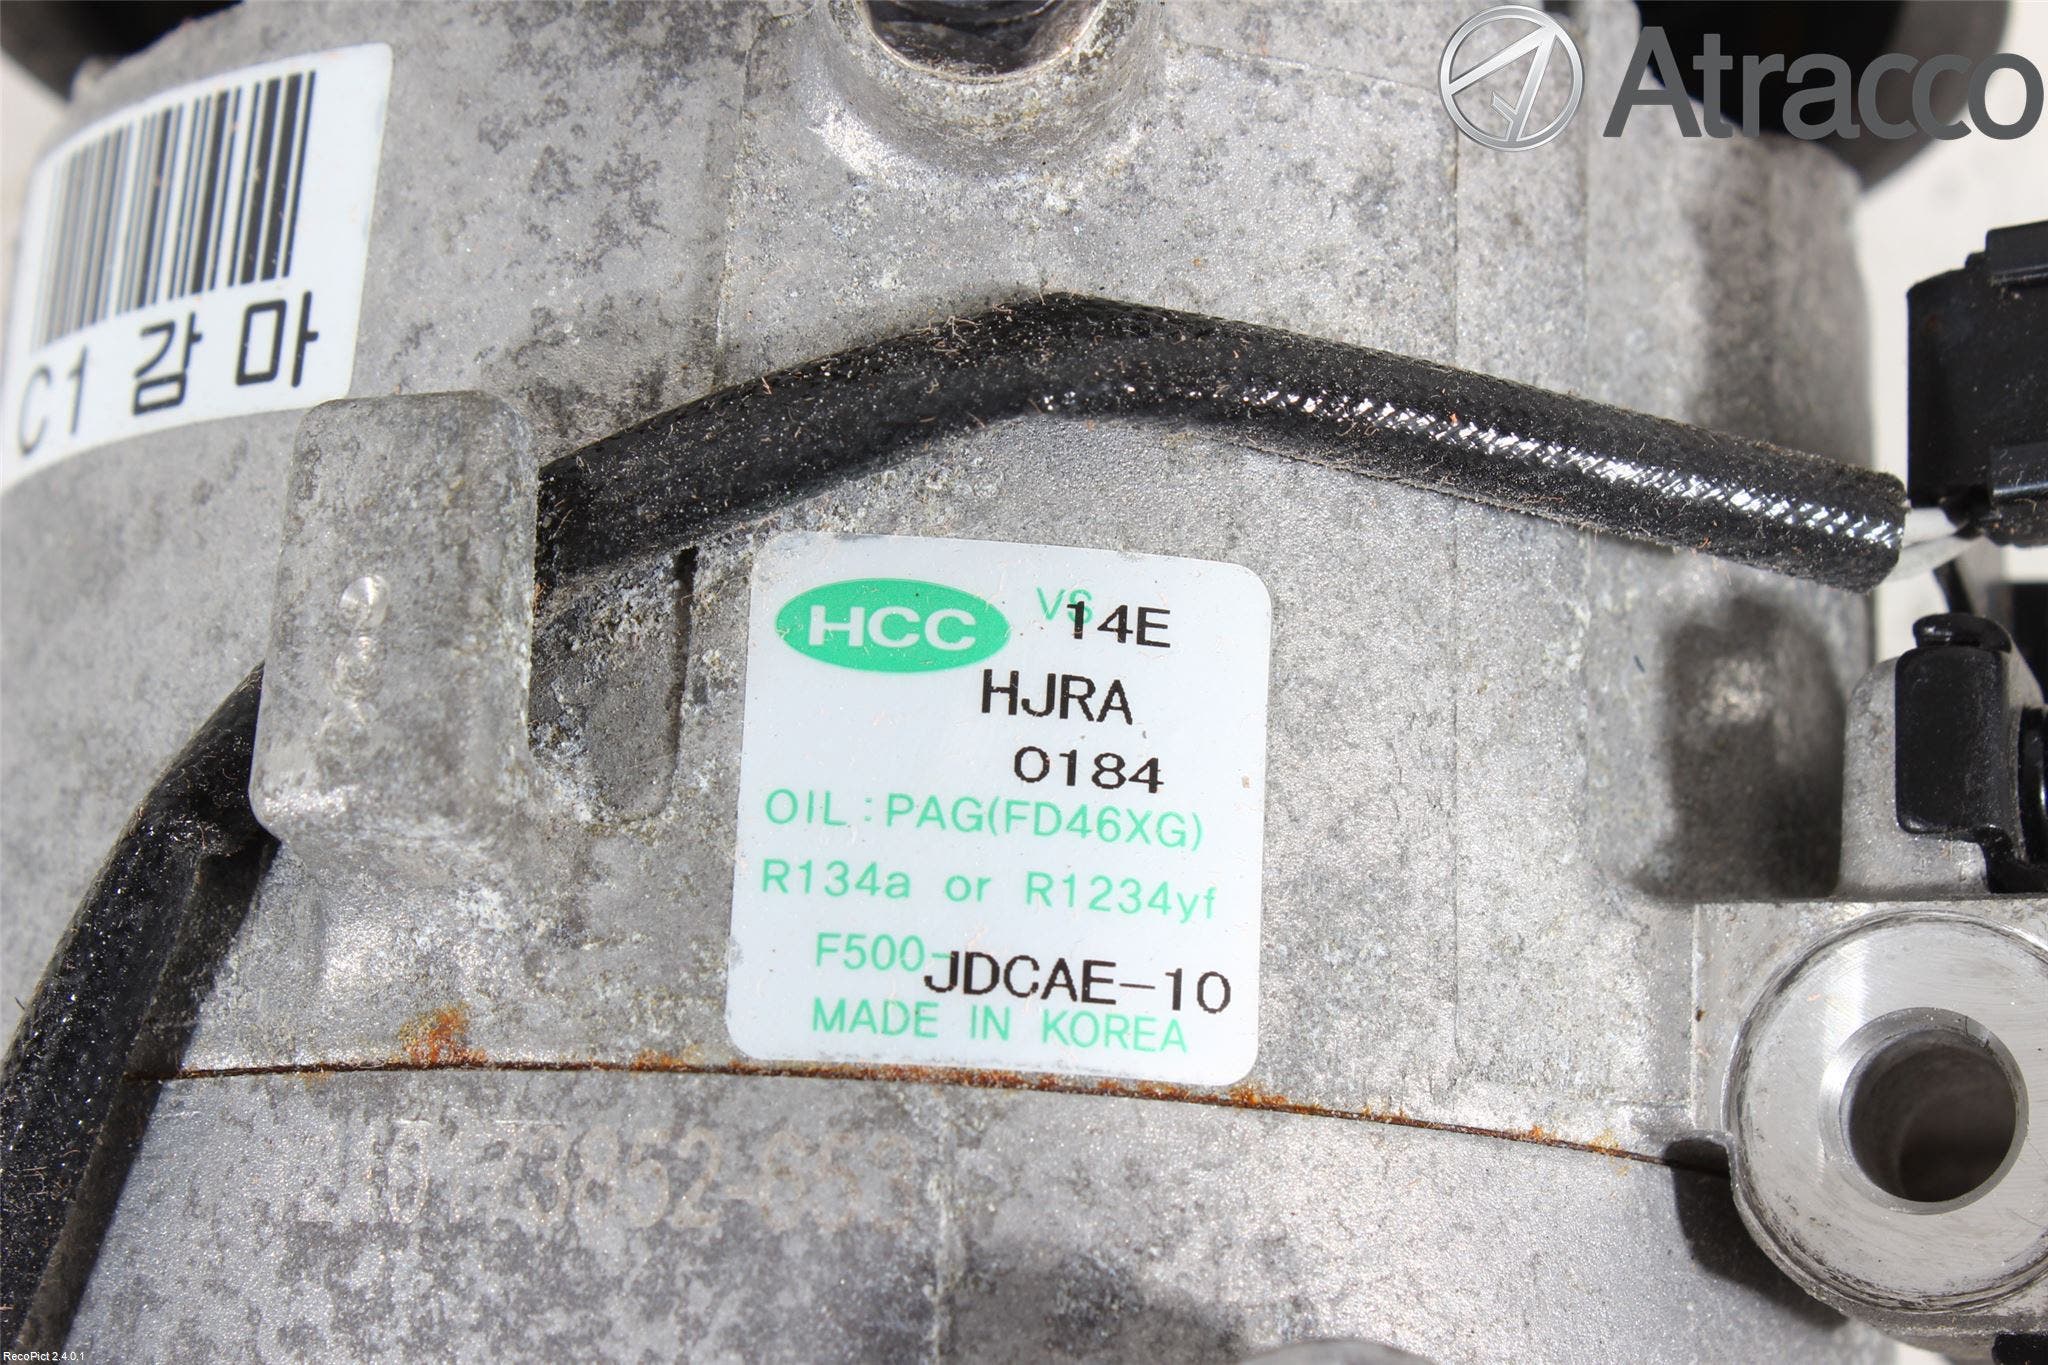 Atracco
C1 감마
HCC VS 14E
HJRA
0184
OIL : PAG(FD46XG)
R134a or R1234yf
F500-JDCAE-10
MADE IN KOREA
RecoPict 2.4.0.1